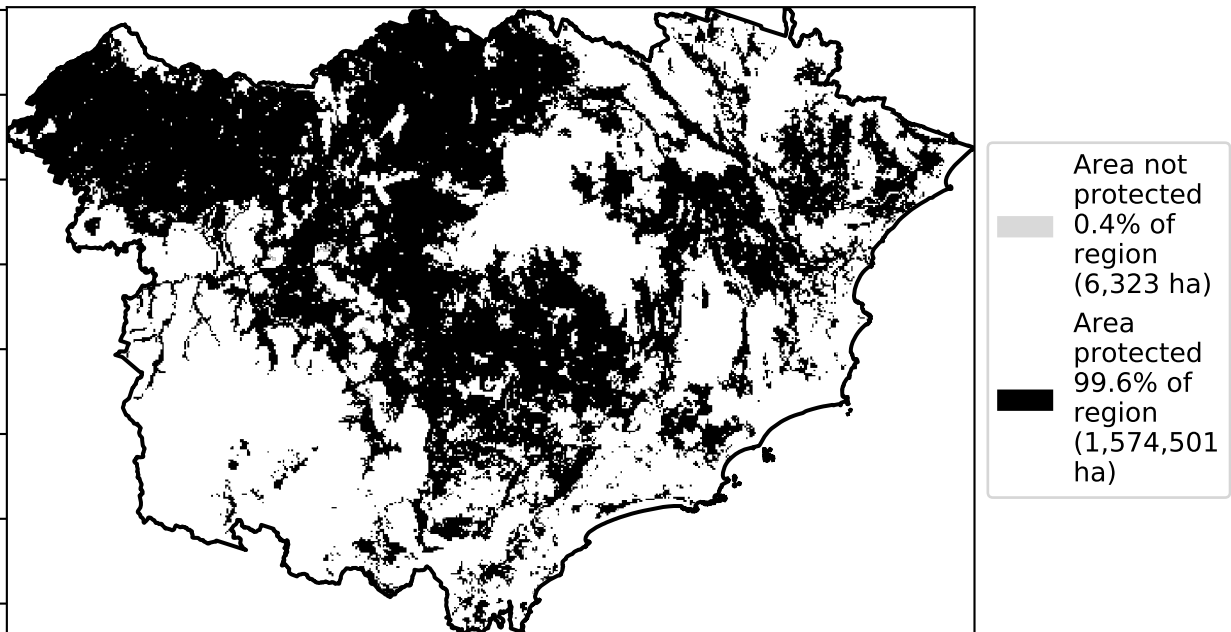 Area not
protected
0.4% of
region
(6,323 ha)
Area
protected
99.6% of
region
(1,574,501
ha)